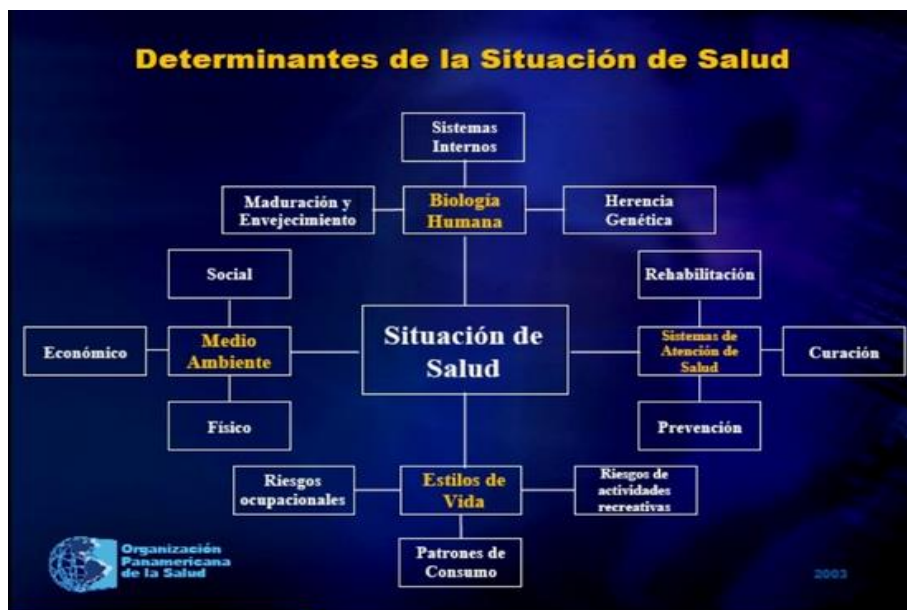 Determinantes de la Situación de Salud
Sistemas
Internos
Maduración y
Envejecimiento
Biología
Humana
Herencia
Genética
Social
Rehabilitación
Económico
Medio
Ambiente
Situación de
Salud
Sistemas de
Atención de
Salud
Curación
Físico
Prevención
Riesgos
ocupacionales
Estilos de
Vida
Riesgos de
actividades
recreativas
Patrones de
Consumo
Organización
Panamericana
de la Salud
2003